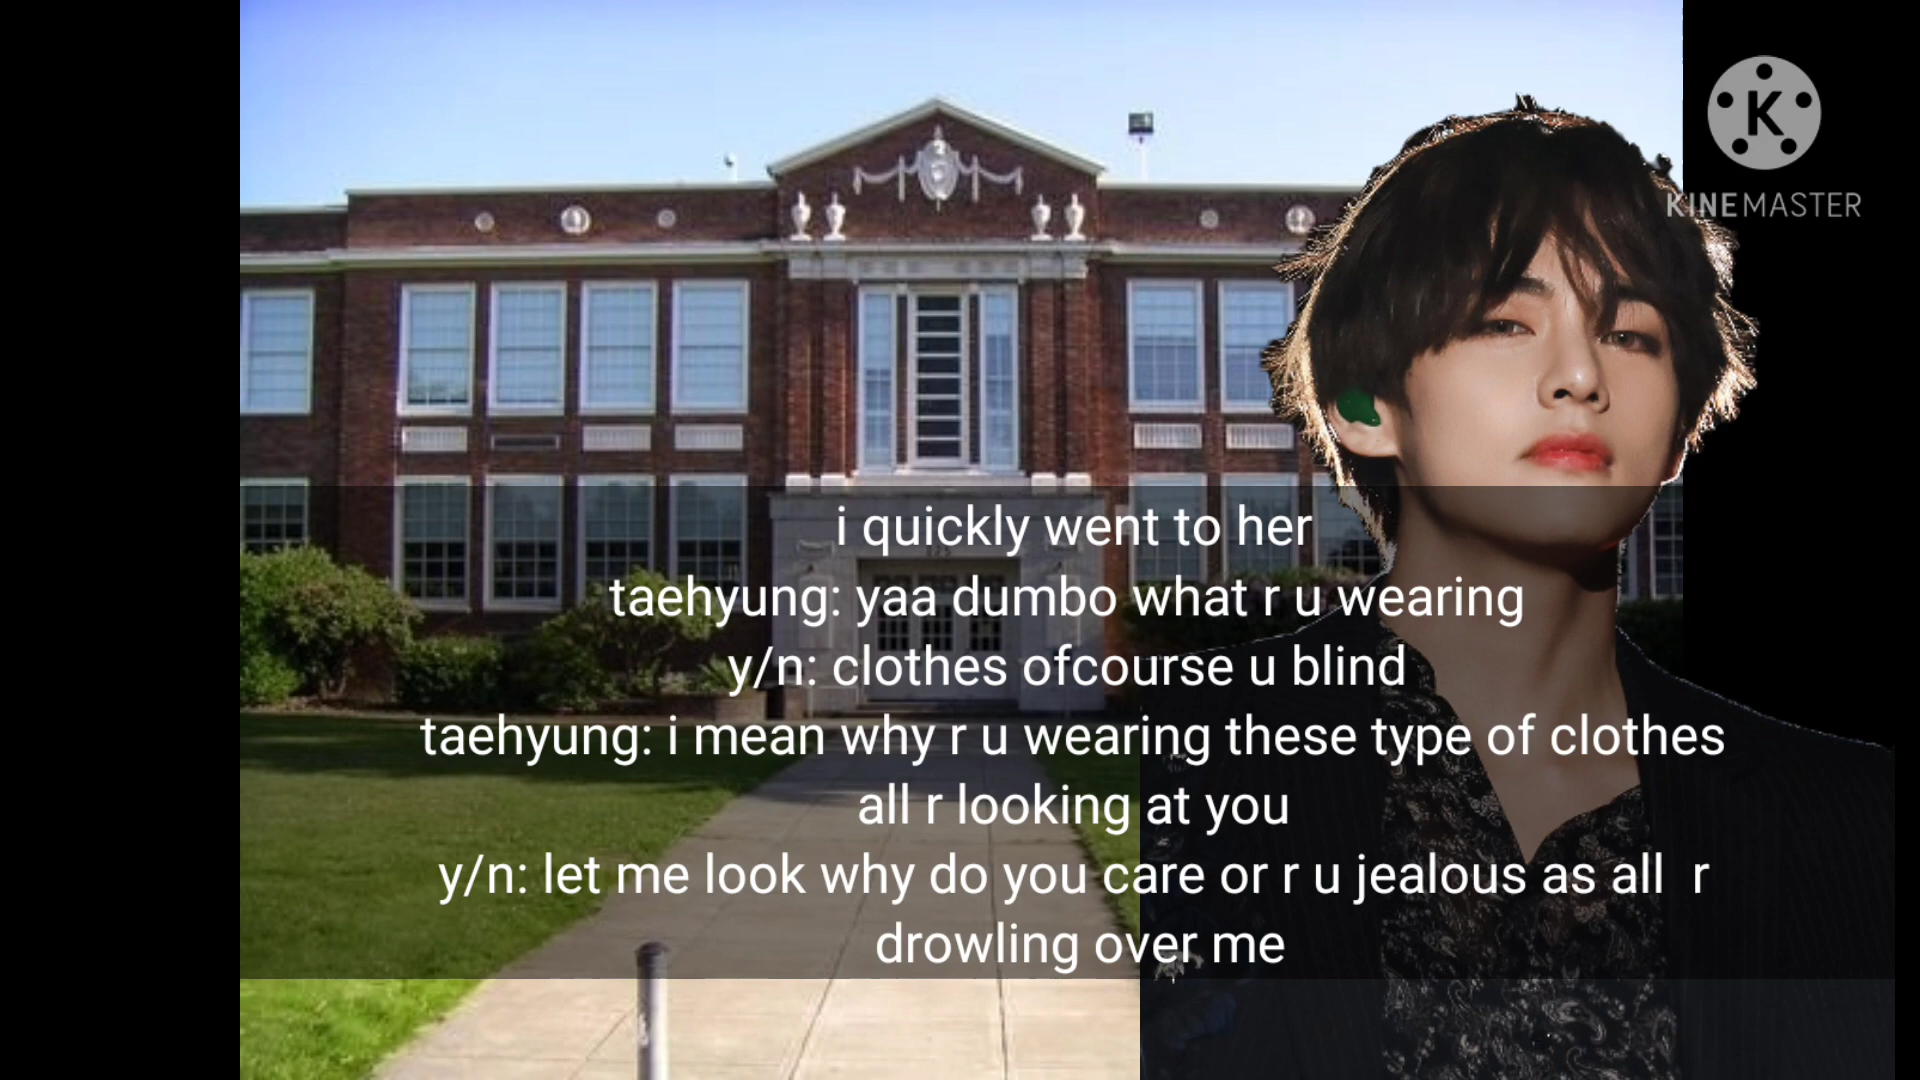 K
KINEMASTER
i quickly went to her
taehyung: yaa dumbo what r u wearing
y/n: clothes ofcourse u blind
taehyung: i mean why r u wearing these type of clothes
all r looking at you
y/n: let me look why do you care or r u jealous as all  r
drowling over me